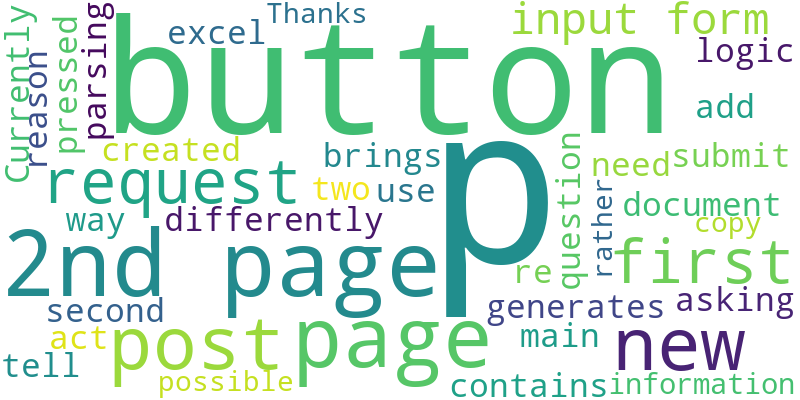 Thanks
input form
excel
button
logic
Currently
reason
pressed
parsing
add
p
created
brings
question
need
submit
request
two
use
rather
document
way
differently
copy
2nd page
re
first
second
generates
asking
act
post
page
main
new
tell
possible
contains
information